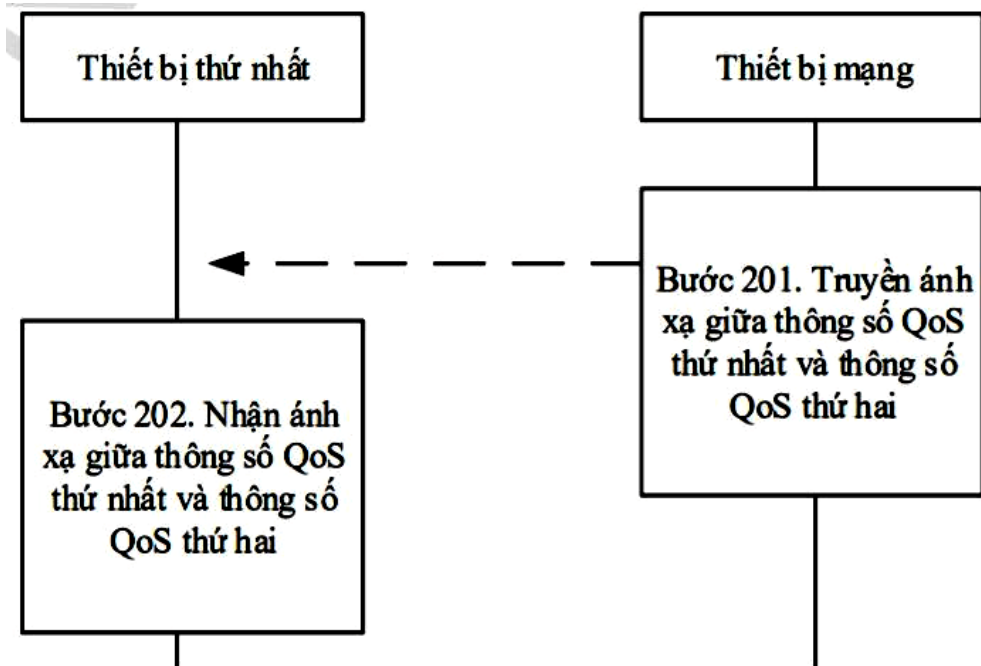 Thiết bị thứ nhất
Thiết bị mạng
Bước 201. Truyền ánh
xạ giữa thông số QoS
thứ nhất và thông số
QoS thứ hai
Bước 202. Nhận ánh
xạ giữa thông số QoS
thứ nhất và thông số
QoS thứ hai